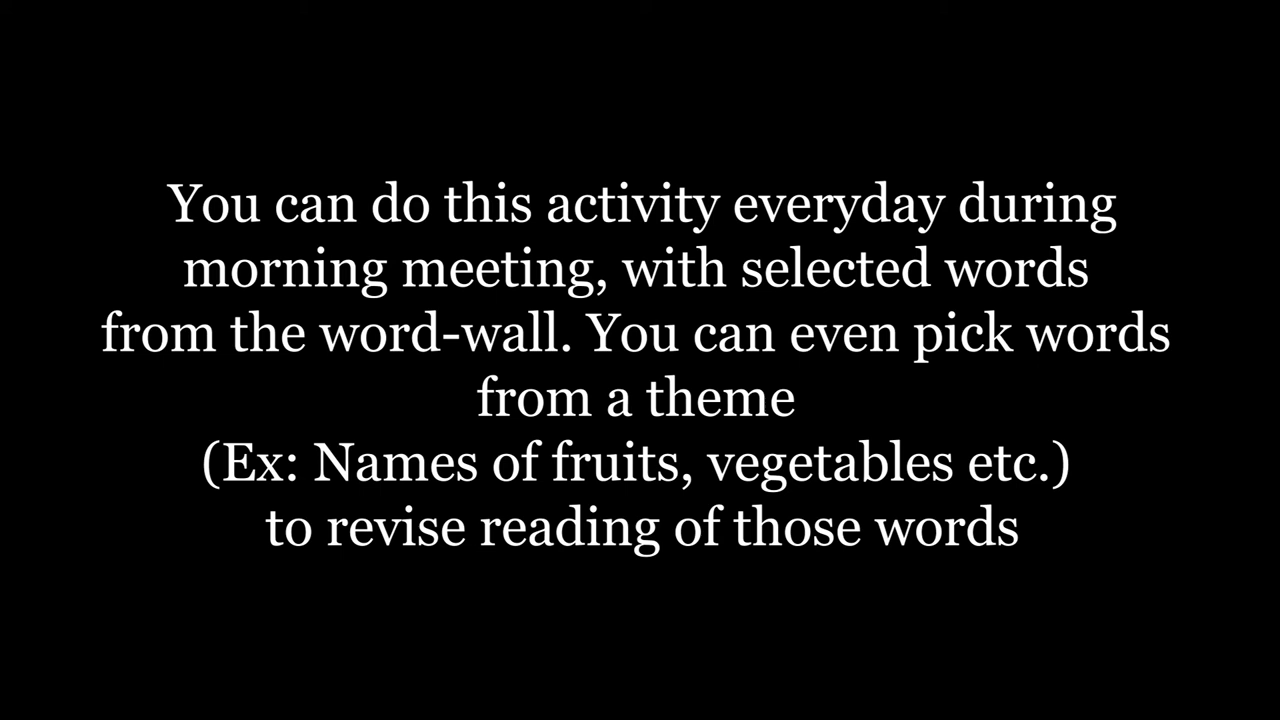 You can do this activity everyday during
morning meeting, with selected words
from the word-wall. You can even pick words
from a theme
(Ex: Names of fruits, vegetables etc.)
to revise reading of those words